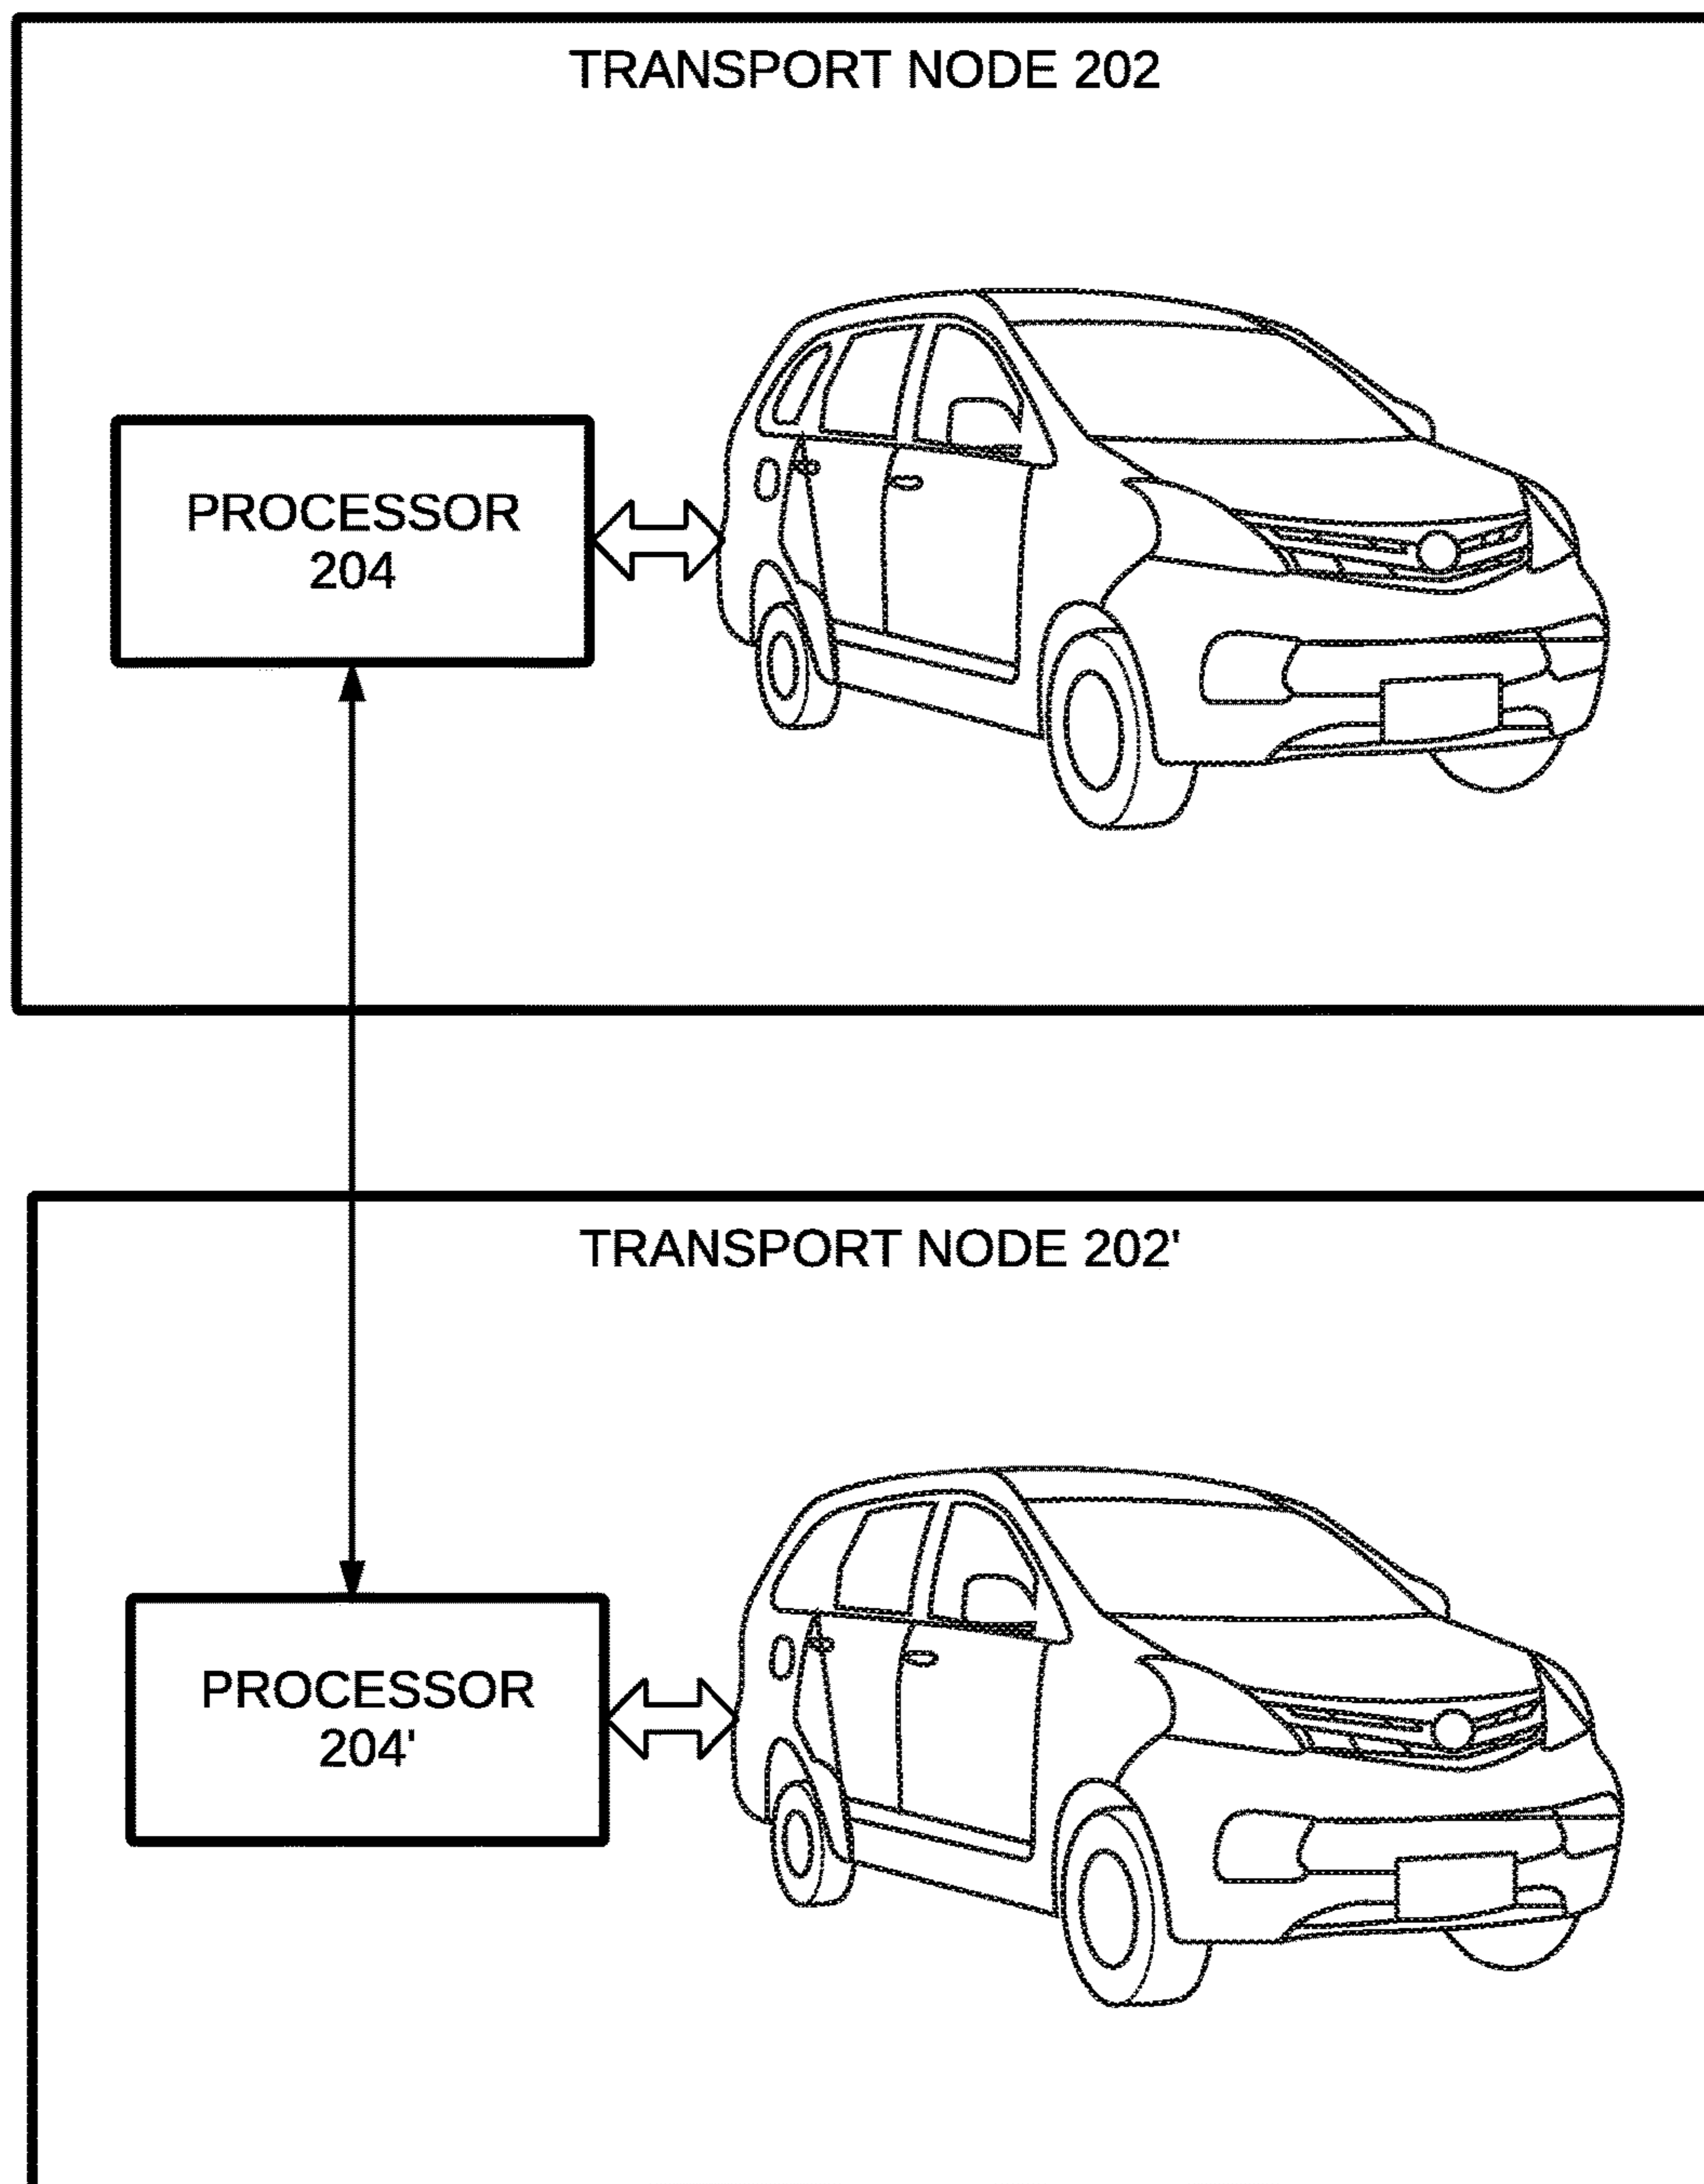 TRANSPORT NODE 202
PROCESSOR
204
TRANSPORT NODE 202'
PROCESSOR
204'